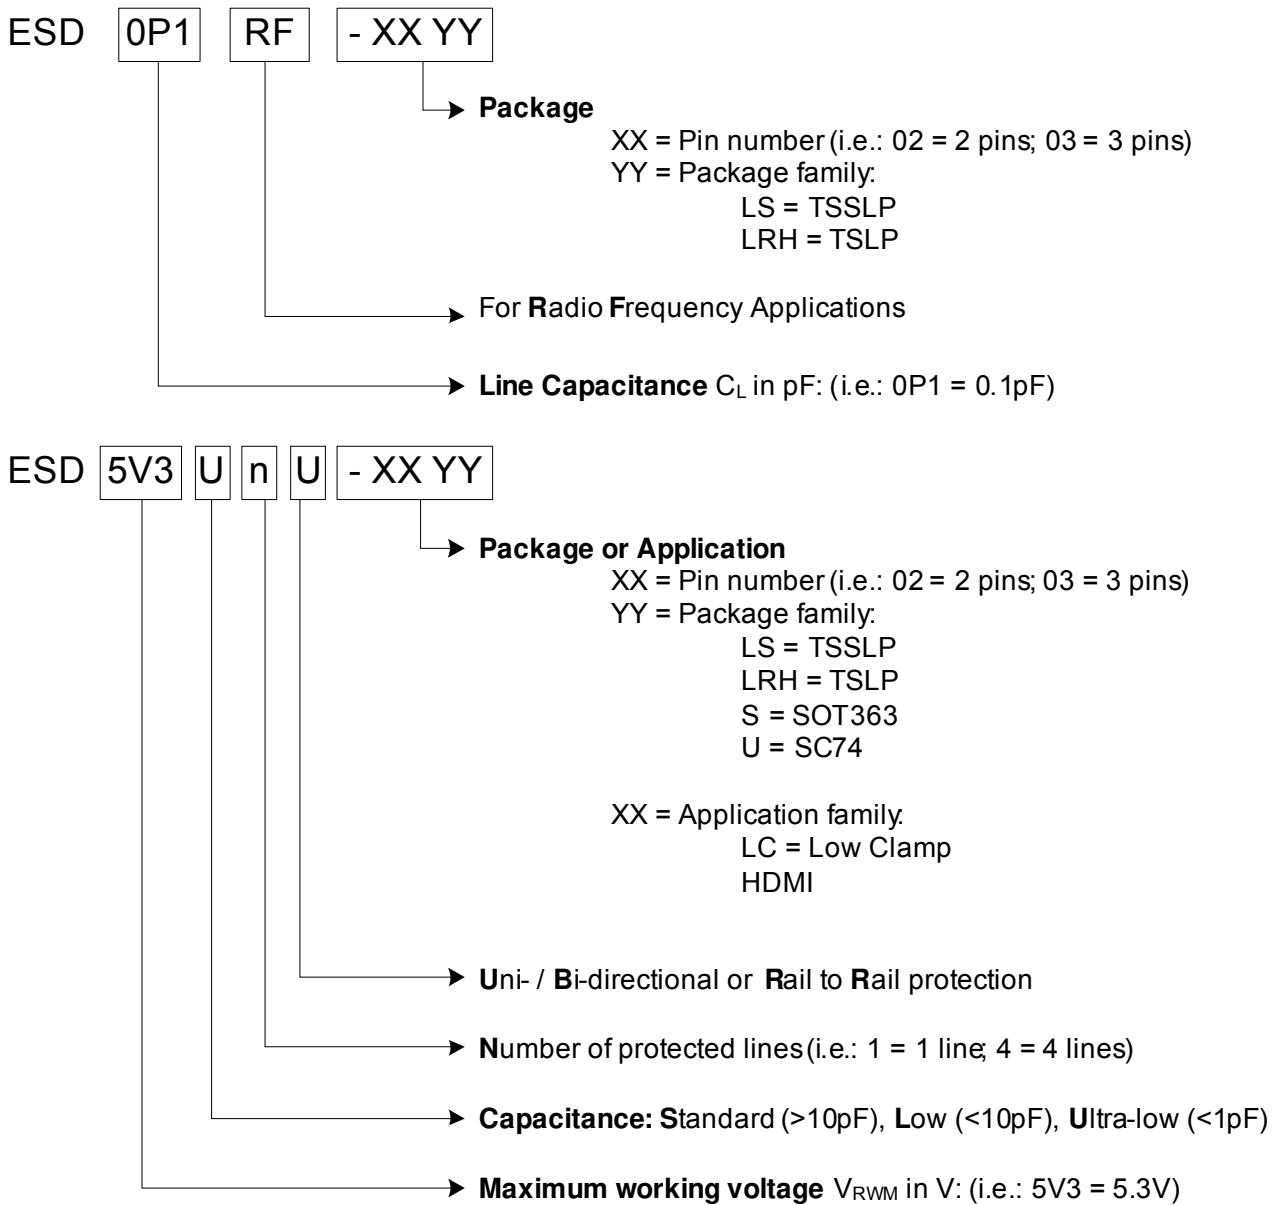 ESD 0P1 RF - XX YY
Package
XX = Pin number (i.e.: 02 = 2 pins; 03 = 3 pins)
YY = Package family:
LS = TSSLP
LRH = TSLP
For Radio Frequency Applications
Line Capacitance CL in pF: (i.e.: 0P1 = 0.1pF)
ESD 5V3 U n U - XX YY
Package or Application
XX = Pin number (i.e.: 02 = 2 pins; 03 = 3 pins)
YY = Package family:
LS = TSSLP
LRH = TSLP
S = SOT363
U = SC74
XX = Application family:
LC = Low Clamp
HDMI
Uni- / Bi-directional or Rail to Rail protection
Number of protected lines (i.e.: 1 = 1 line; 4 = 4 lines)
Capacitance: Standard (>10pF), Low (<10pF), Ultra-low (<1pF)
Maximum working voltage VRWM in V: (i.e.: 5V3 = 5.3V)